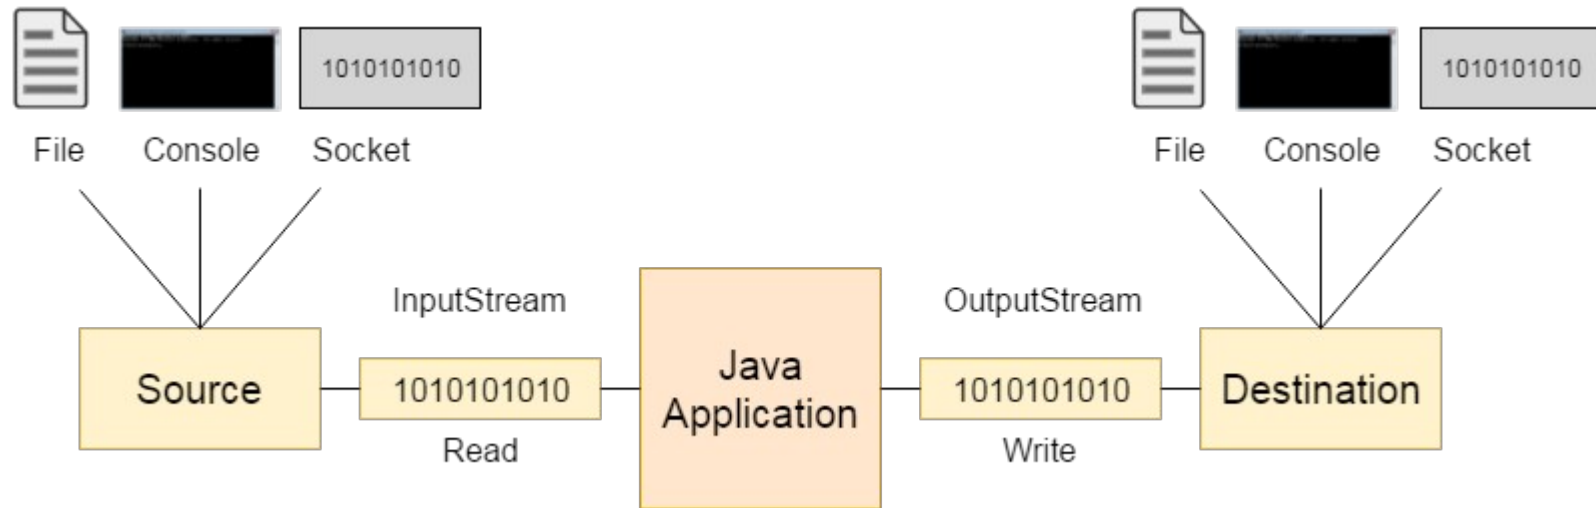 1010101010
1010101010
File Console Socket
File Console Socket
InputStream
OutputStream
Source
1010101010
Java
Application
1010101010
Destination
Read
Write